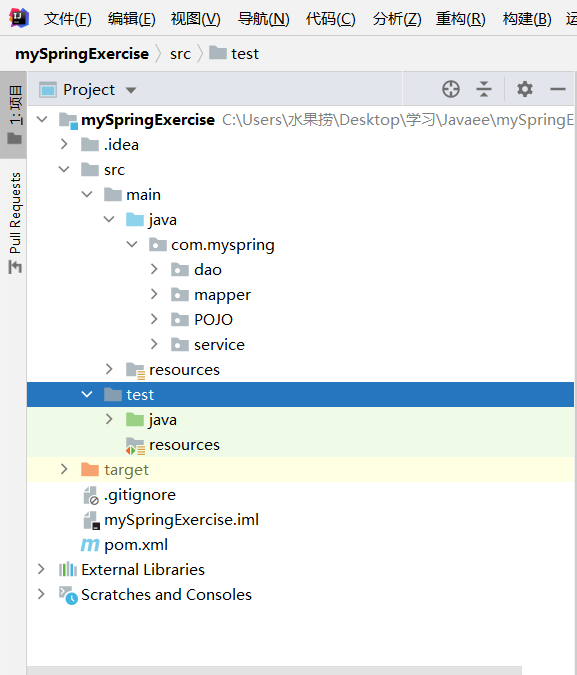 文件(F) 编辑(E) 视图(V) 导航(N) 代码(C) 分析(Z) 重构(R) 构建(B)
mySpringExercise src test
Project
mySpringExercise C:\Users\水果捞\Desktop\学习\Javaee\mySpringE
.idea
src
main
java
com.myspring
dao
mapper
POJO
service
resources
test
java
resources
target
.gitignore
mySpringExercise.iml
pom.xml
External Libraries
Scratches and Consoles
1: 项目
Pull Requests